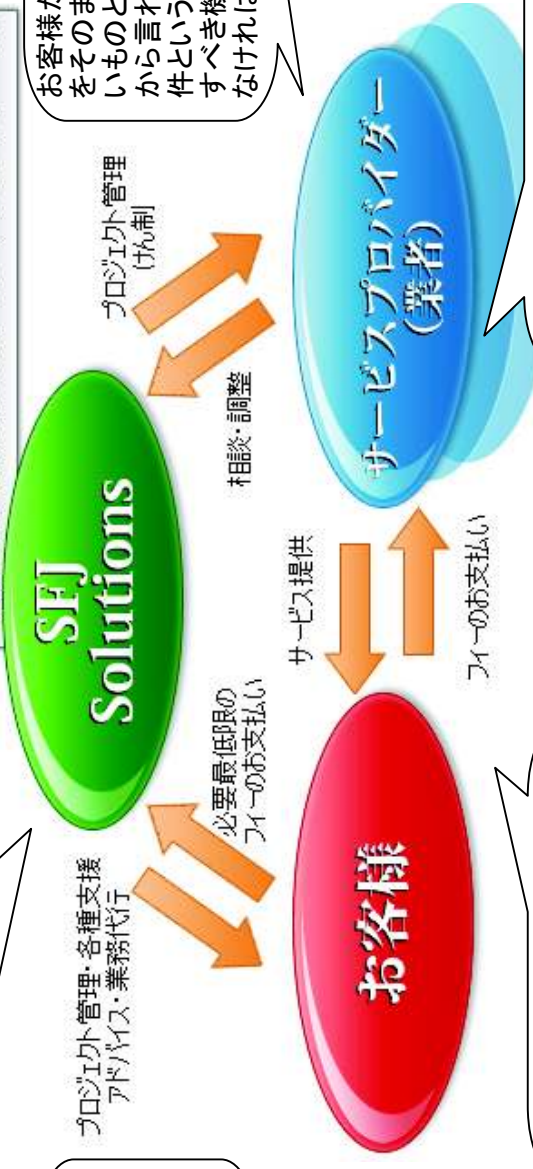 お客様が
をそのま
いものと
から言わ
件という
すべき機
なければ
SFJ
Solutions
プロジェクト管理・各種支援
アドバイス・業務代行
必要最低限の
フィーのお支払い
プロジェクト管理
けん制
相談・調整
お客様
サービス提供
フィーのお支払い
サービスプロバイダー
(業者)